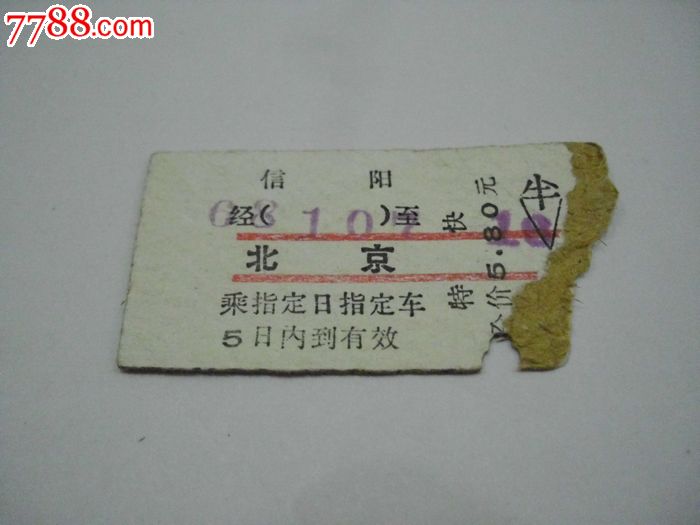 7788.com
信阳
经( )至
北京
乘指定日指定车
5日内到有效
特快
价5.80元
半